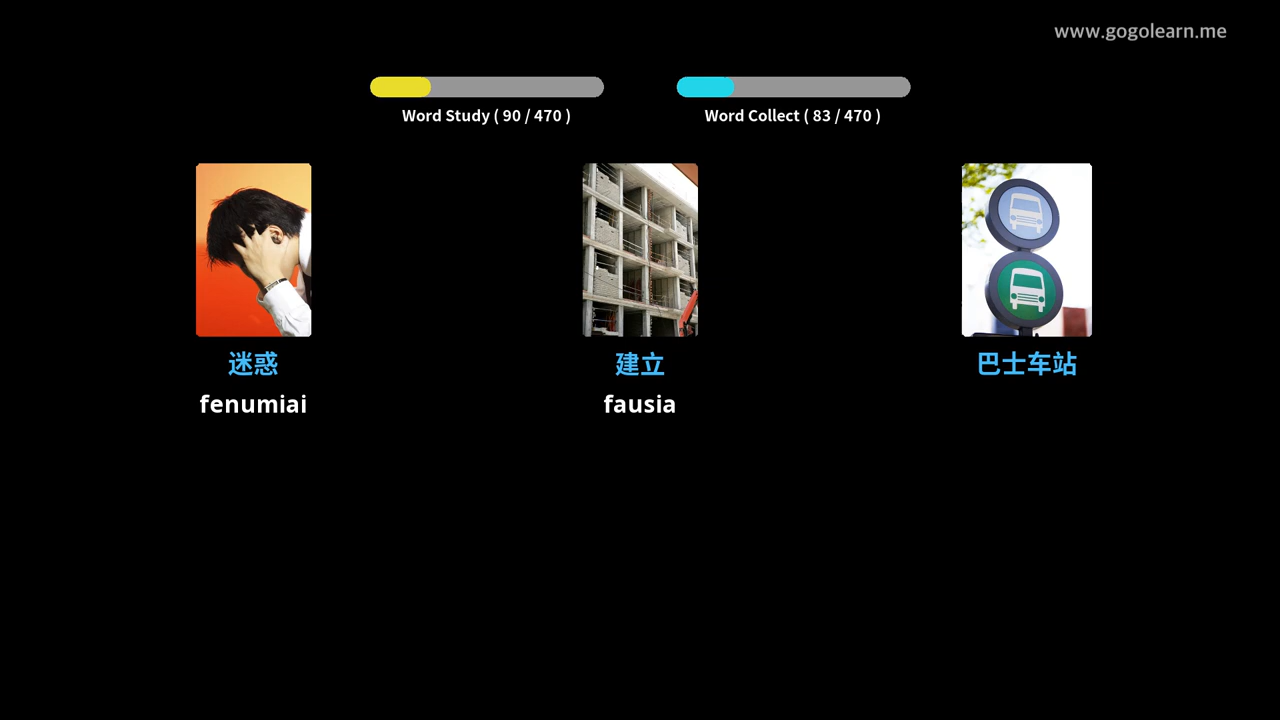 www.gogolearn.me
Word Study ( 90 / 470 )
Word Collect ( 83 / 470 )
迷惑
fenumiai
建立
fausia
巴士车站